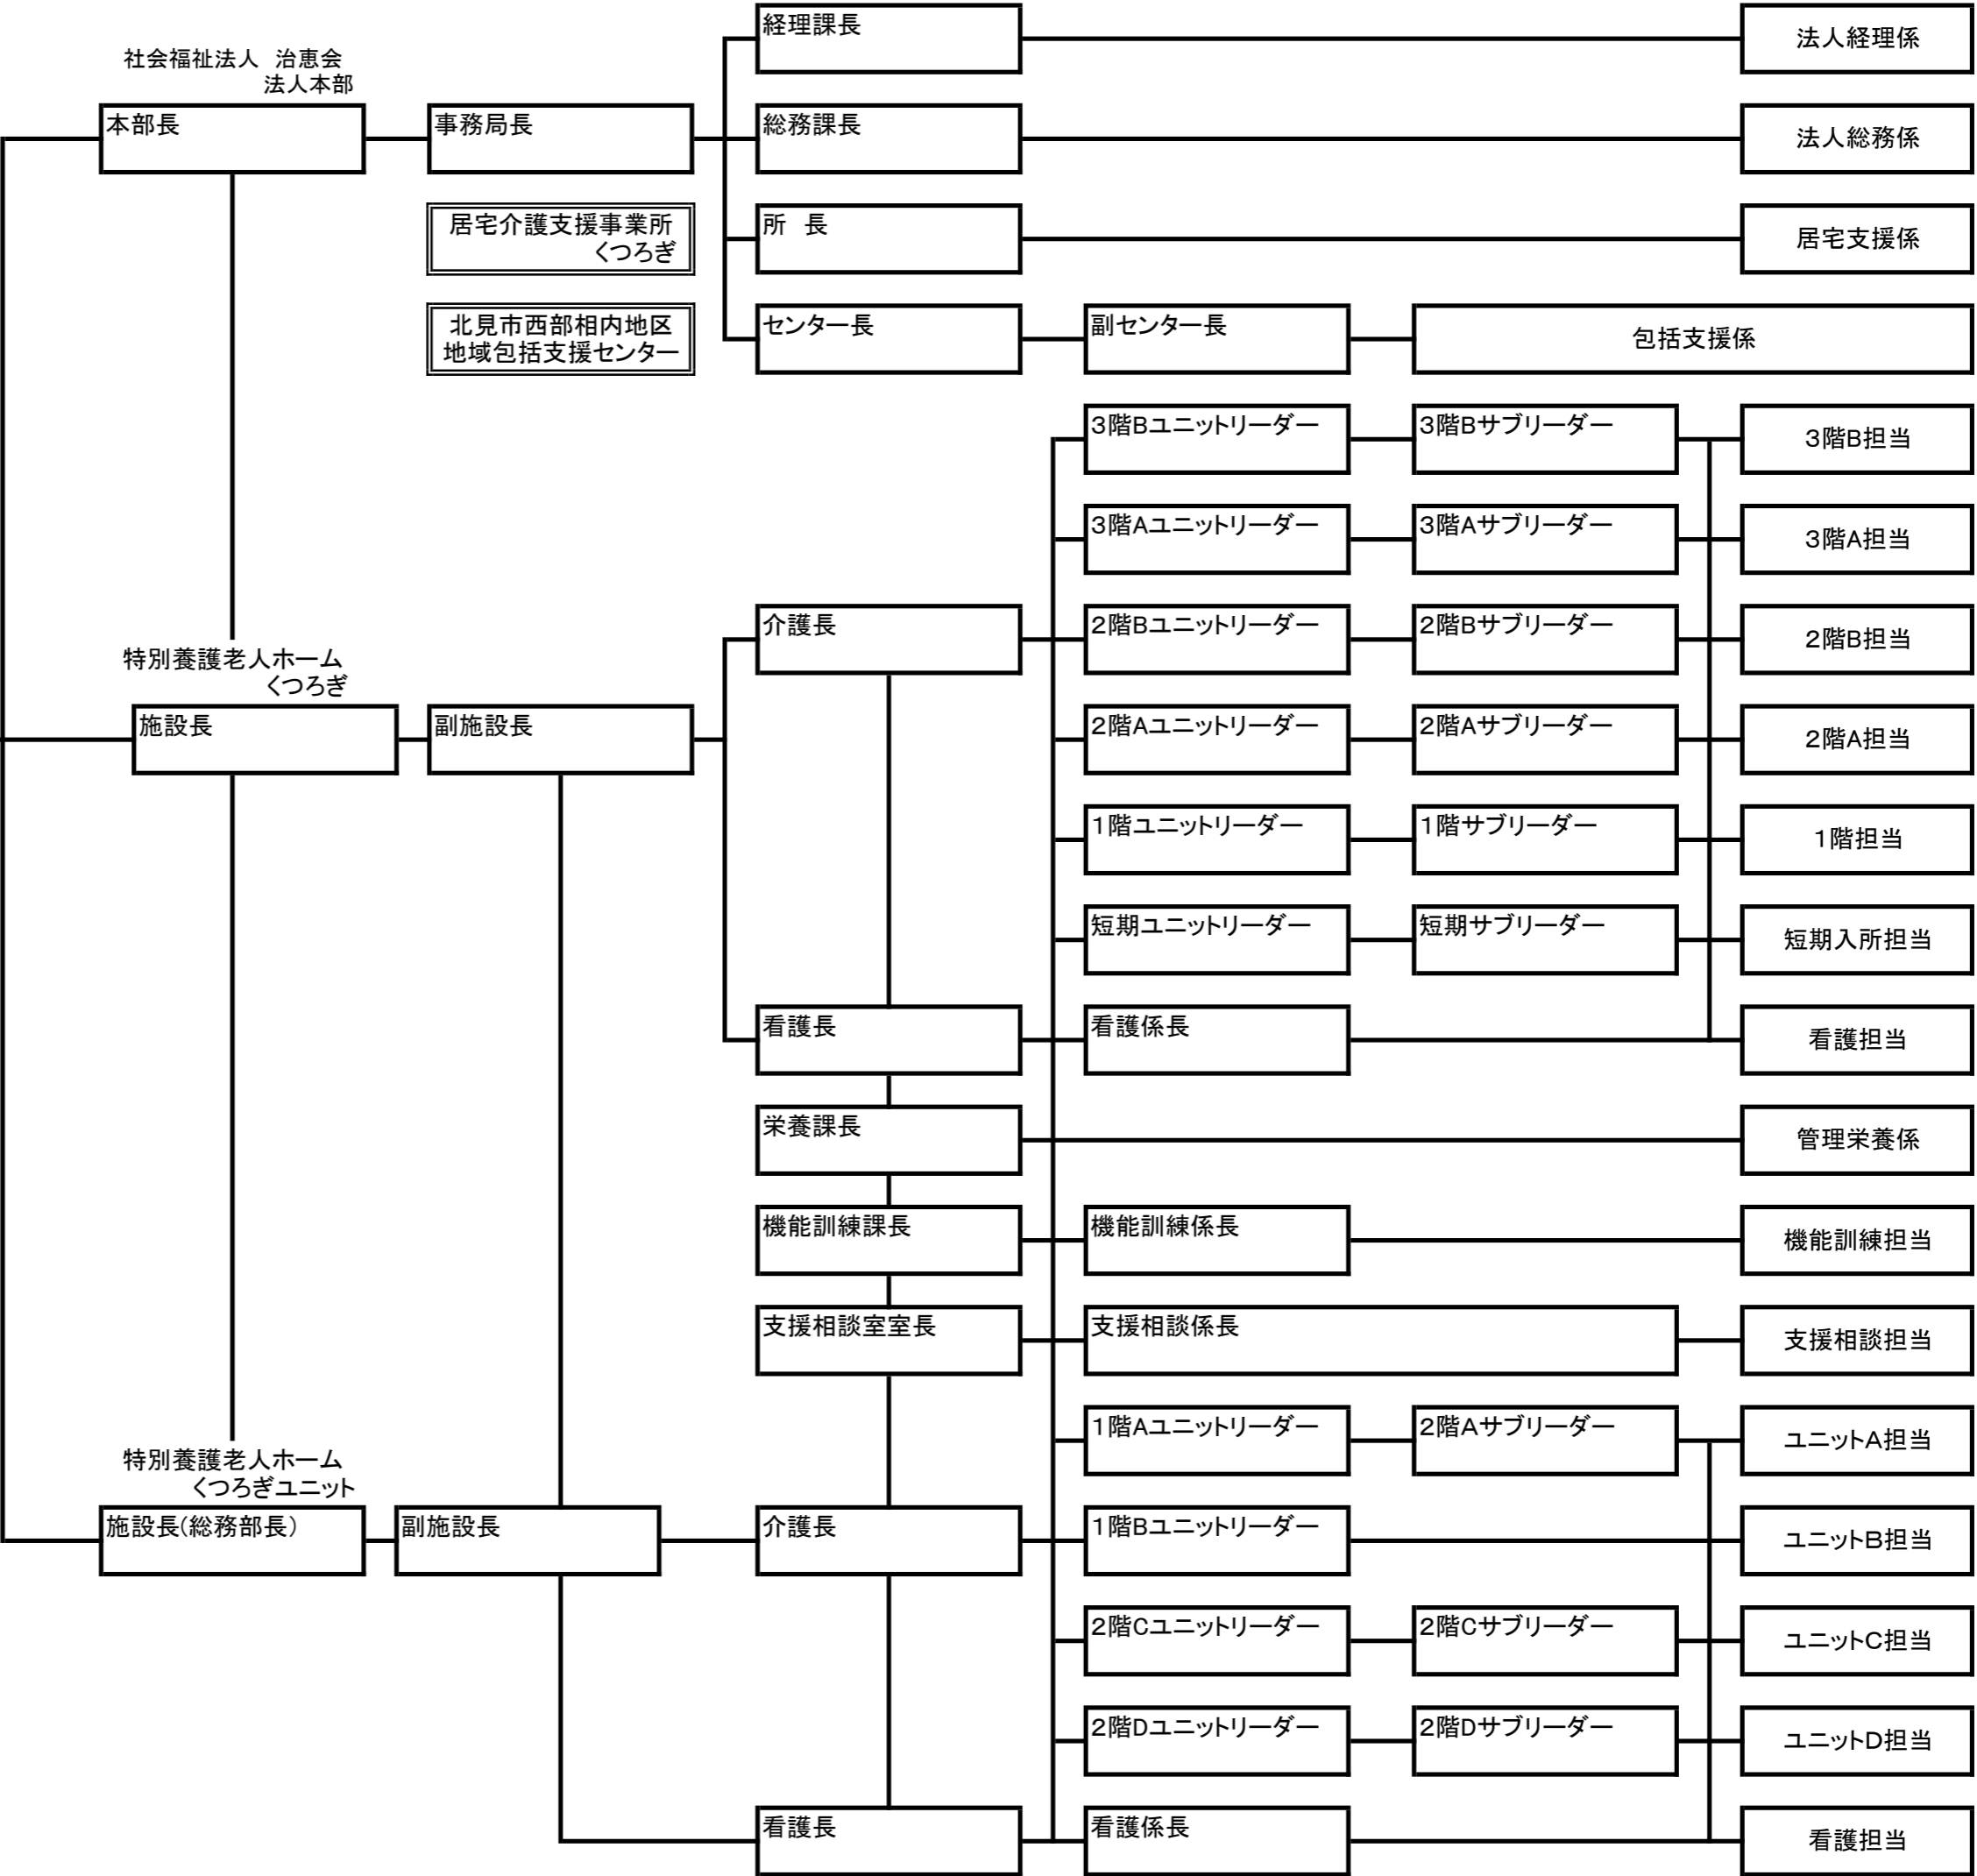 経理課長
法人経理係
社会福祉法人　治恵会
法人本部
本部長
事務局長
総務課長
法人総務係
居宅介護支援事業所
くつろぎ
所　長
居宅支援係
北見市西部相内地区
地域包括支援センター
センター長
副センター長
包括支援係
３階Bユニットリーダー
３階Bサブリーダー
３階B担当
３階Aユニットリーダー
３階Aサブリーダー
３階A担当
介護長
２階Bユニットリーダー
２階Bサブリーダー
２階B担当
特別養護老人ホーム
くつろぎ
施設長
副施設長
２階Aユニットリーダー
２階Aサブリーダー
２階A担当
１階ユニットリーダー
１階サブリーダー
１階担当
短期ユニットリーダー
短期サブリーダー
短期入所担当
看護長
看護係長
看護担当
栄養課長
管理栄養係
機能訓練課長
機能訓練係長
機能訓練担当
支援相談室室長
支援相談係長
支援相談担当
１階Aユニットリーダー
２階Ａサブリーダー
ユニットA担当
特別養護老人ホーム
くつろぎユニット
施設長(総務部長)
副施設長
介護長
１階Bユニットリーダー
ユニットB担当
２階Cユニットリーダー
２階Cサブリーダー
ユニットC担当
２階Dユニットリーダー
２階Dサブリーダー
ユニットD担当
看護長
看護係長
看護担当